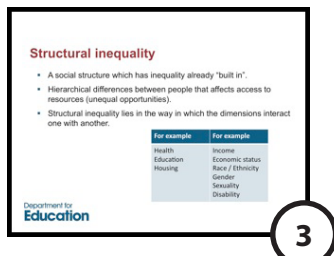 Structural inequality
▪ A social structure which has inequality already "built in".
▪ Hierarchical differences between people that affects access to
resources (unequal opportunities).
▪ Structural inequality lies in the way in which the dimensions interact
one with another.
For example For example
Health Income
Education Economic status
Housing Race / Ethnicity
Gender
Sexuality
Disability
Department for
Education
3